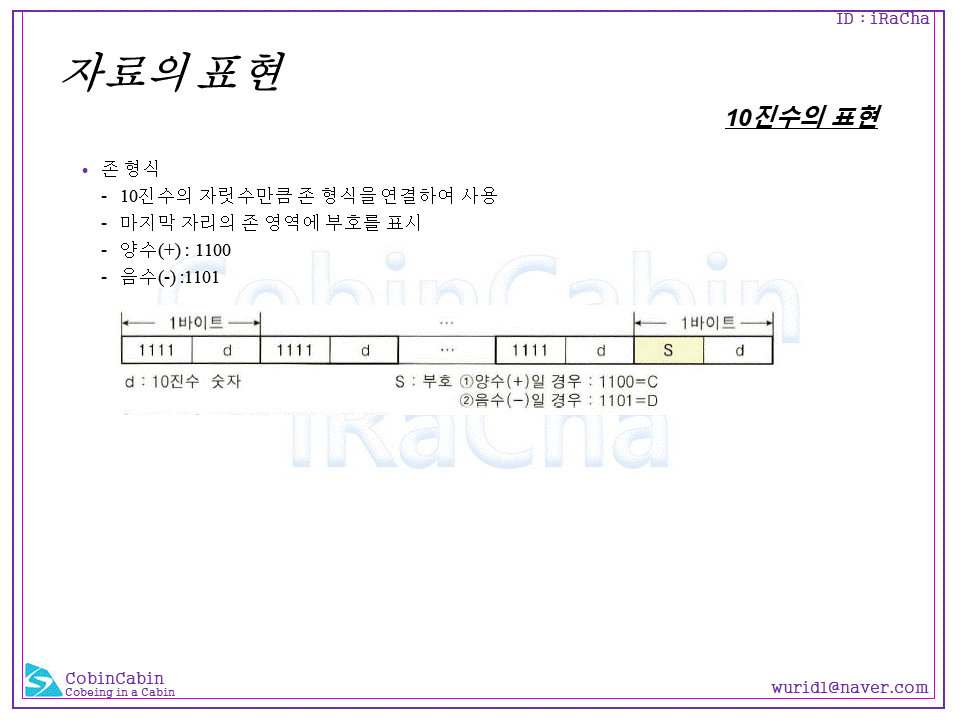 ID : iRaCha
자료의 표현
10진수의 표현
• 존 형식
- 10진수의 자릿수만큼 존 형식을 연결하여 사용
- 마지막 자리의 존 영역에 부호를 표시
- 양수(+) : 1100
- 음수(-) :1101
CobinCabin
1바이트 ... 1바이트
1111 d 1111 d ... 1111 d S d
d : 10진수 숫자 S : 부호 ①양수(+)일 경우 : 1100=C
②음수(−)일 경우 : 1101=D
iRaCha
CobinCabin
Cobeing in a Cabin
wurid1@naver.com